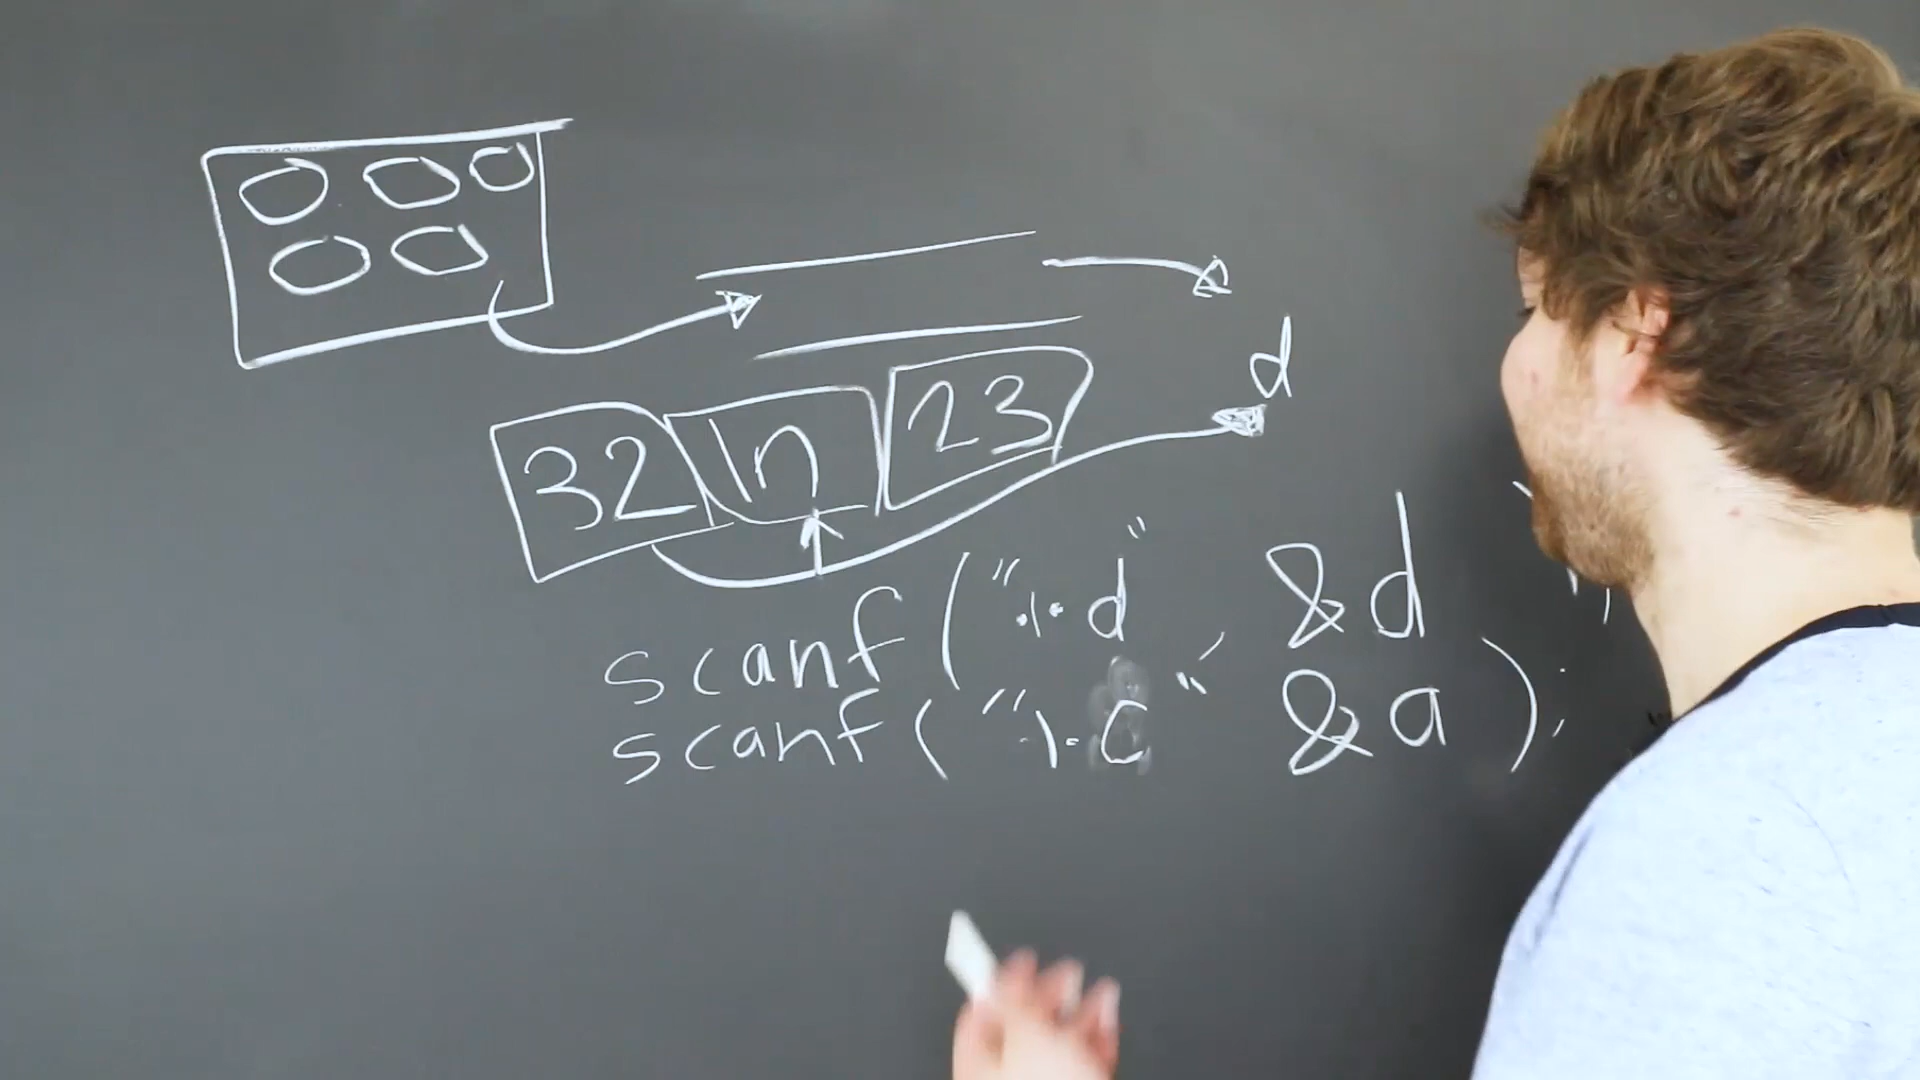 d
32 \n 23
scanf("%d" &d );
scanf("%c" &a);